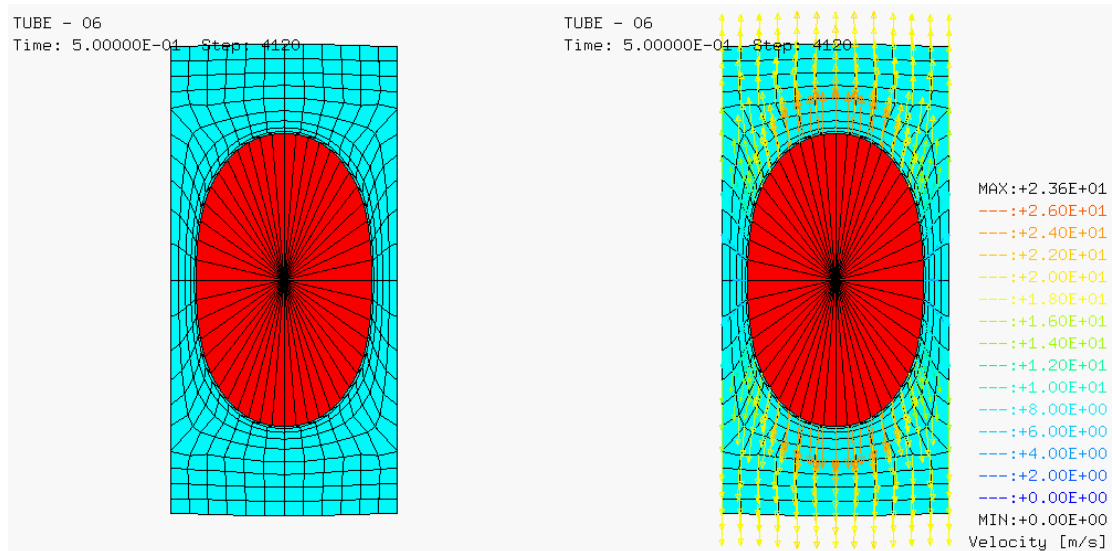 TUBE - 06
Time: 5.00000E-01 Step: 4120
TUBE - 06
Time: 5.00000E-01 Step: 4120
MAX:+2.36E+01
---:+2.60E+01
---:+2.40E+01
---:+2.20E+01
---:+2.00E+01
---:+1.80E+01
---:+1.60E+01
---:+1.40E+01
---:+1.20E+01
---:+1.00E+01
---:+8.00E+00
---:+6.00E+00
---:+4.00E+00
---:+2.00E+00
---:+0.00E+00
MIN:+0.00E+00
Velocity [m/s]